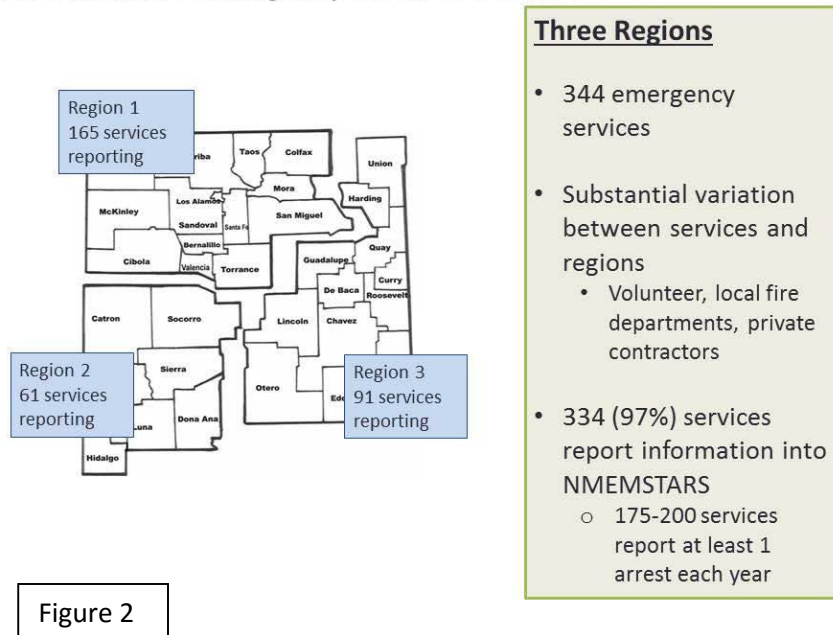 Three Regions
• 344 emergency
services
• Substantial variation
between services and
regions
• Volunteer, local fire
departments, private
contractors
• 334 (97%) services
report information into
NMEMSTARS
o 175-200 services
report at least 1
arrest each year
Region 1
165 services
reporting
Taos
Colfax
Union
Mora
Harding
Los Alamos
McKinley
San Miguel
Sandoval
Santa Fe
Bernalillo
Quay
Cibola
Valencia
Torrance
Guadalupe
Curry
De Baca
Roosevelt
Catron
Socorro
Lincoln
Chavez
Sierra
Region 2
61 services
reporting
Otero
Region 3
91 services
reporting
Dona Ana
Hidalgo
Figure 2